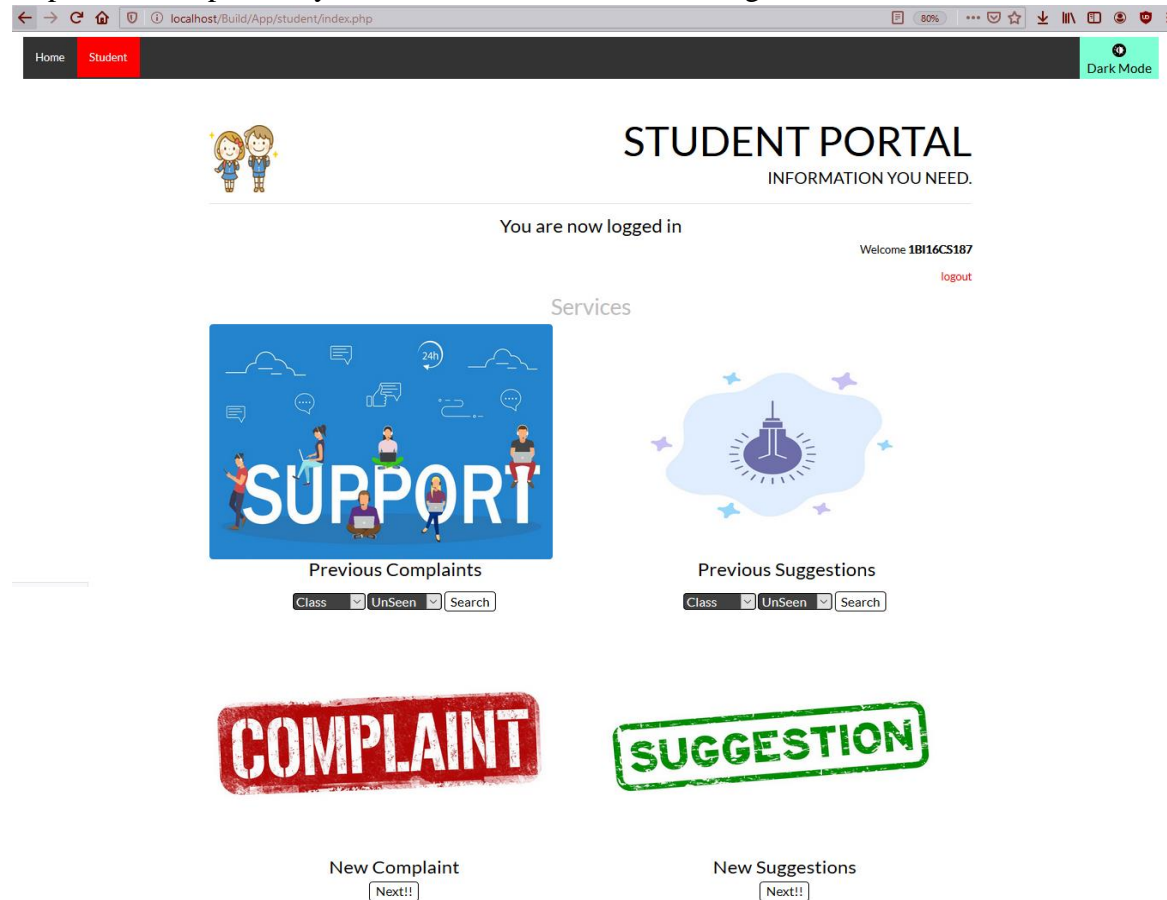 localhost/Build/App/student/index.php 80%
Home Student Dark Mode
STUDENT PORTAL
INFORMATION YOU NEED.
You are now logged in
Welcome 1BI16CS187
logout
Services
24h
SUPPORT
Previous Complaints Previous Suggestions
Class UnSeen Search Class UnSeen Search
COMPLAINT SUGGESTION
New Complaint New Suggestions
Next!! Next!!